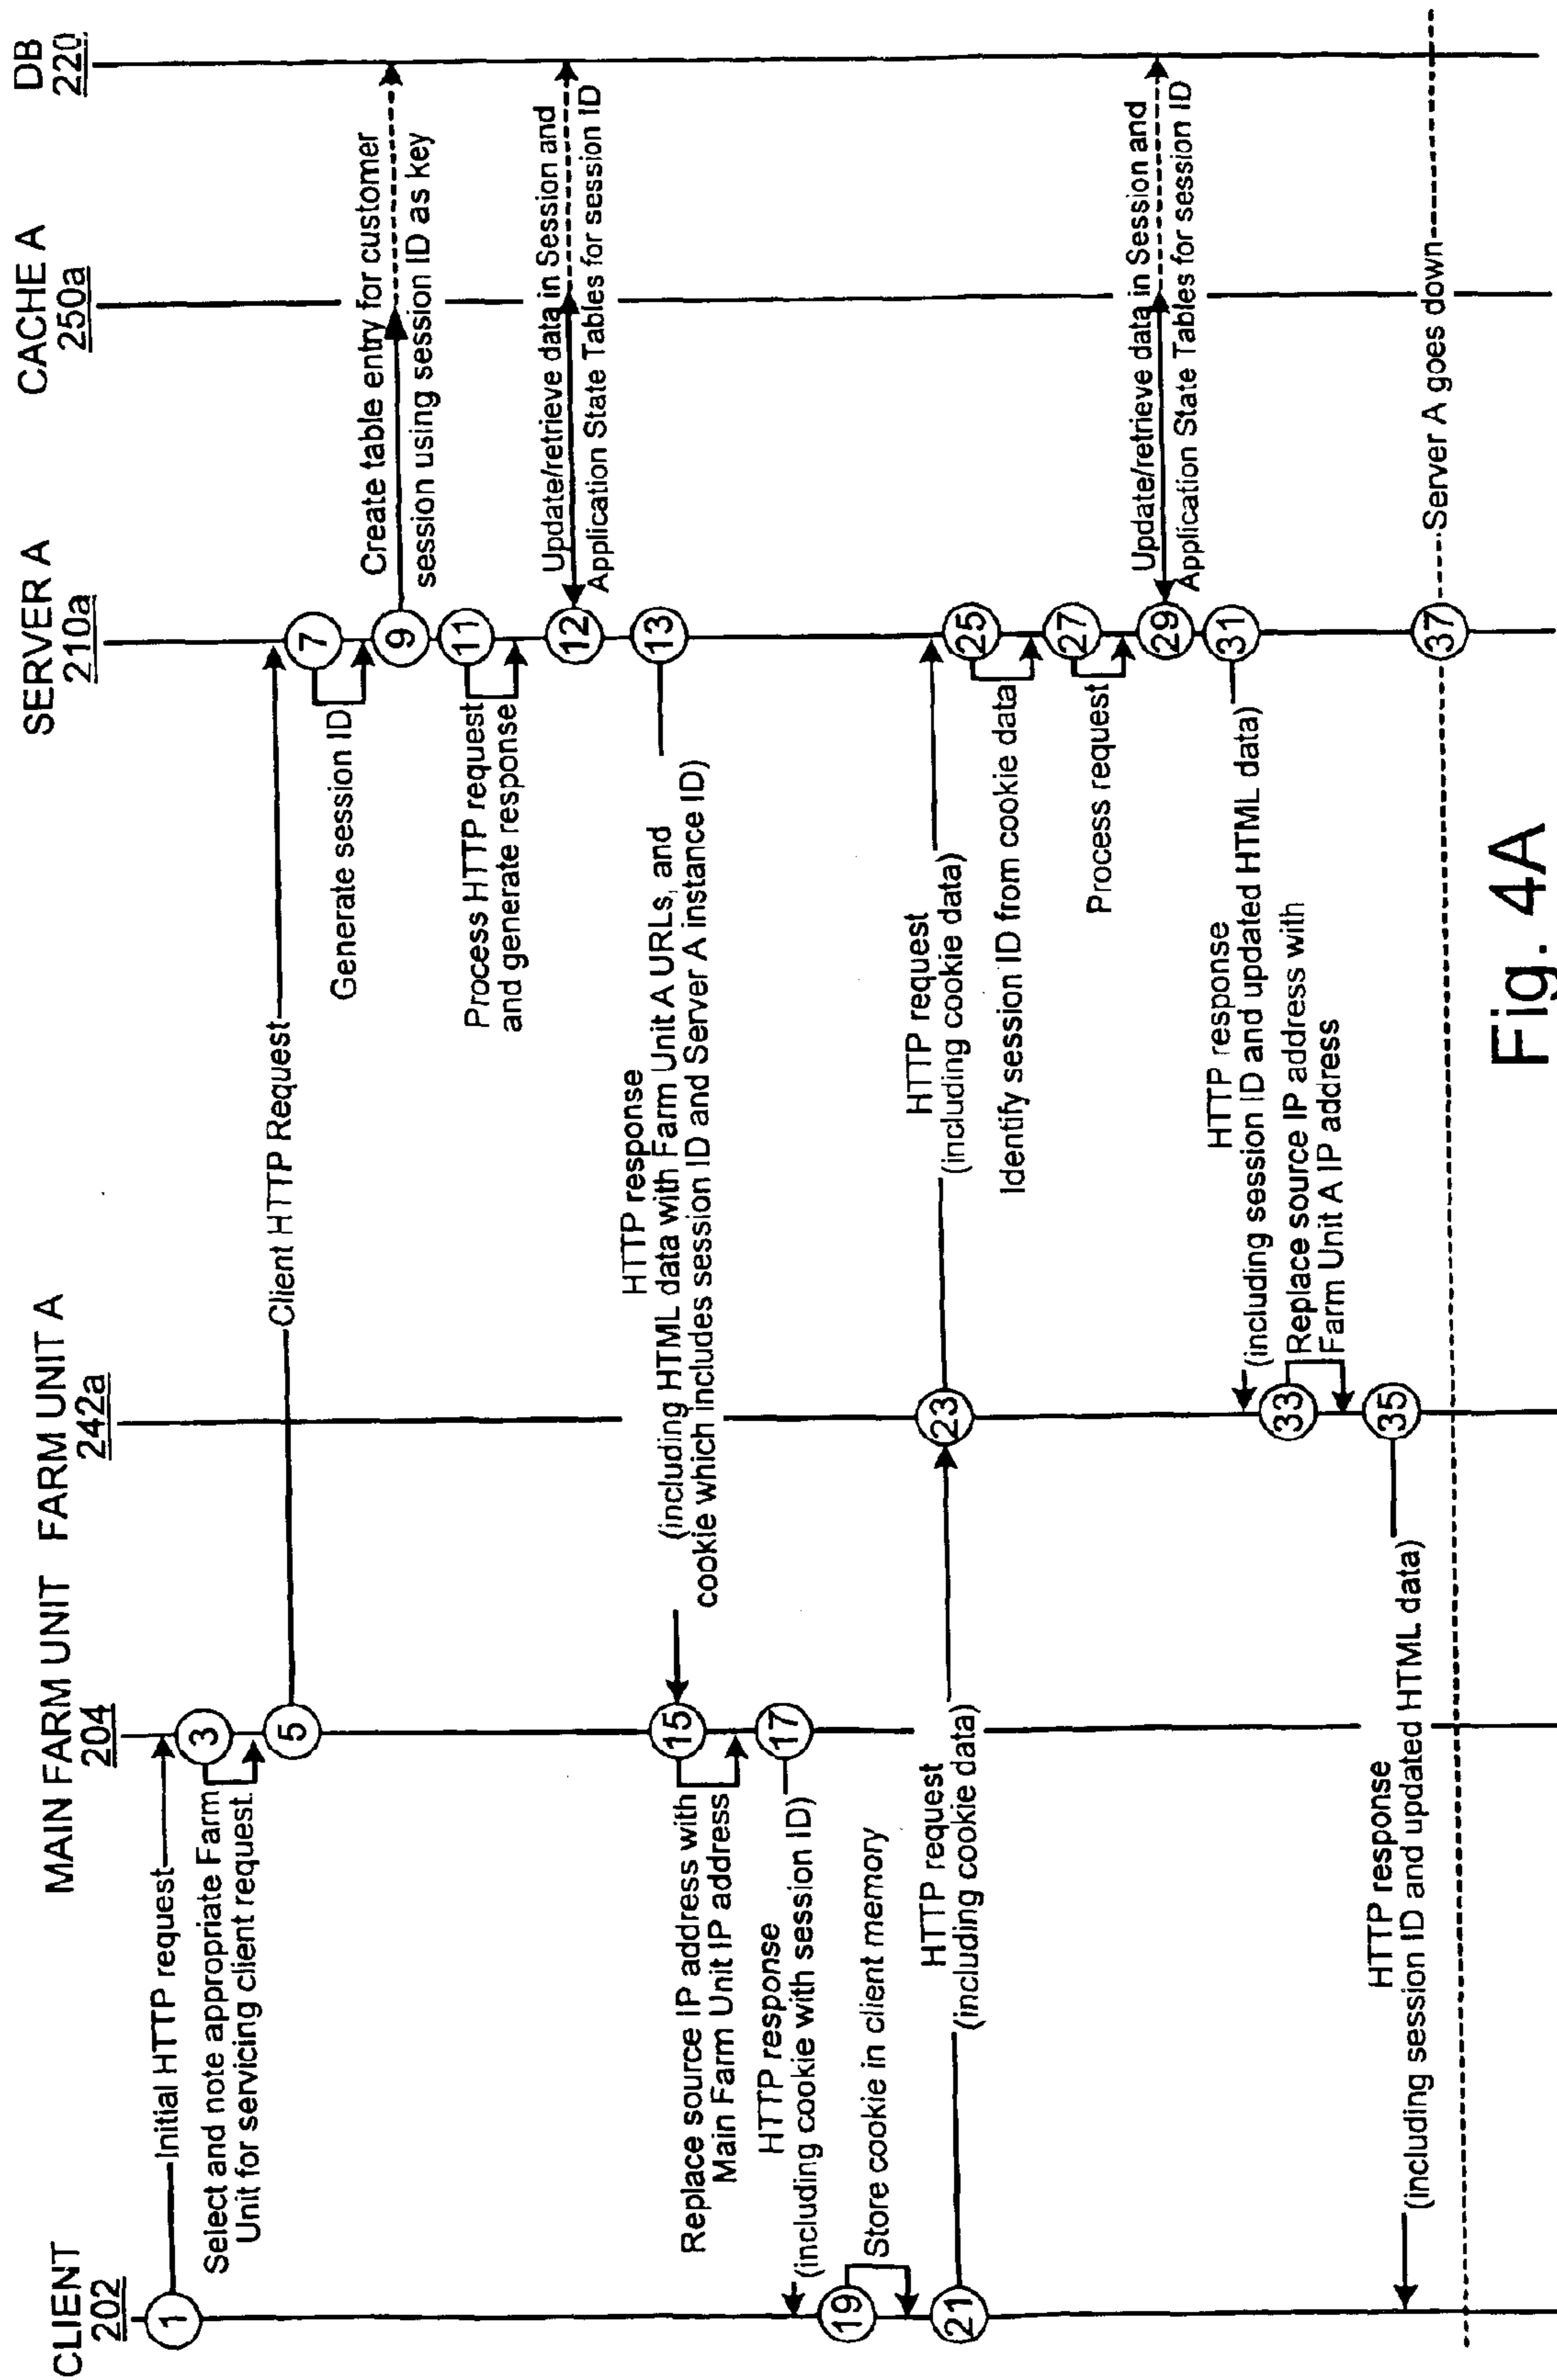 CLIENT
202
MAIN FARM UNIT
204
FARM UNIT A
242a
SERVER A
210a
CACHE A
250a
DB
220
1
Initial HTTP request
3
Select and note appropriate Farm
Unit for servicing client request.
5
Client HTTP Request
7
Generate session ID
9
Create table entry for customer
session using session ID as key
11
Process HTTP request
and generate response
12
Update/retrieve data in Session and
Application State Tables for session ID
13
HTTP response
(including HTML data with Farm Unit A URLs, and
cookie which includes session ID and Server A instance ID)
15
Replace source IP address with
Main Farm Unit IP address
17
HTTP response
(including cookie with session ID)
19
Store cookie in client memory
21
HTTP request
(including cookie data)
23
HTTP request
(including cookie data)
25
Identify session ID from cookie data
27
Process request
29
Update/retrieve data in Session and
Application State Tables for session ID
31
HTTP response
(including session ID and updated HTML data)
33
Replace source IP address with
Farm Unit A IP address
35
HTTP response
(including session ID and updated HTML data)
37
Server A goes down
Fig. 4A